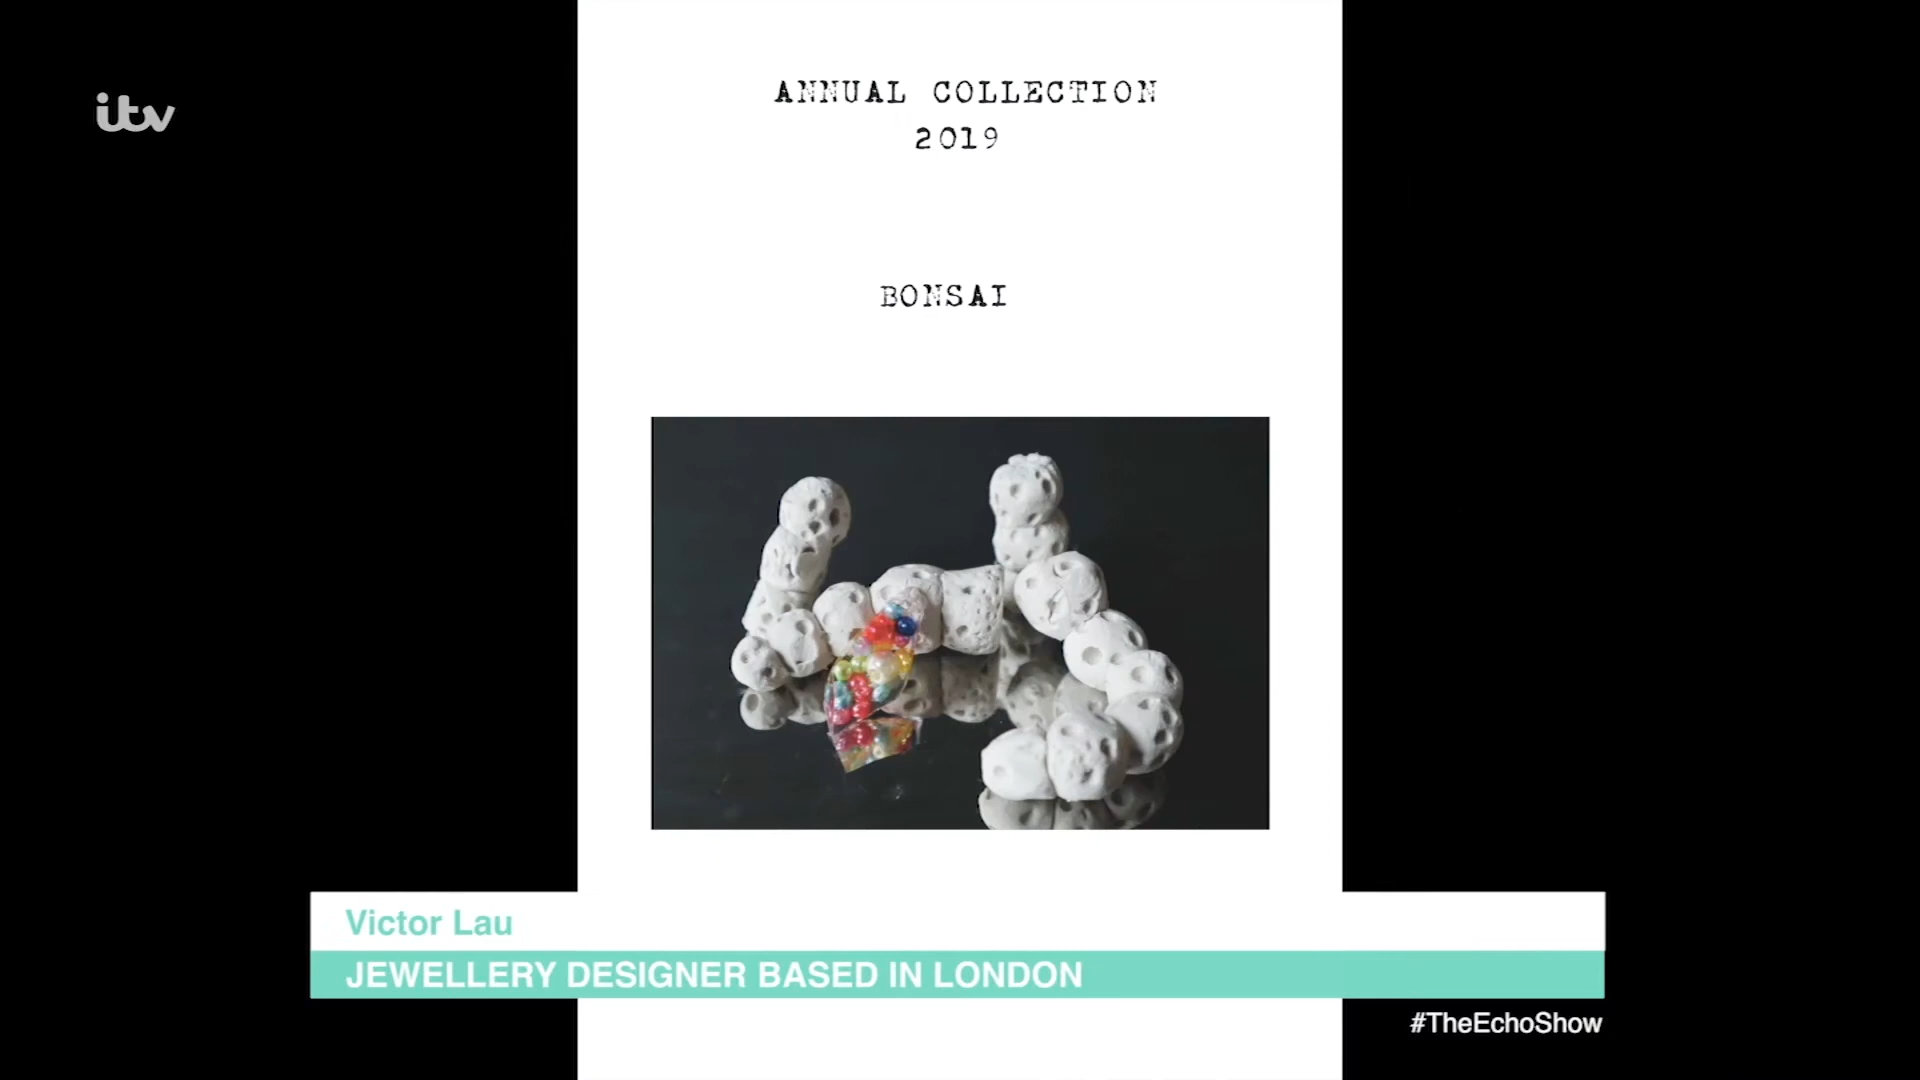 itv
ANNUAL COLLECTION
2019
BONSAI
Victor Lau
JEWELLERY DESIGNER BASED IN LONDON
#TheEchoShow